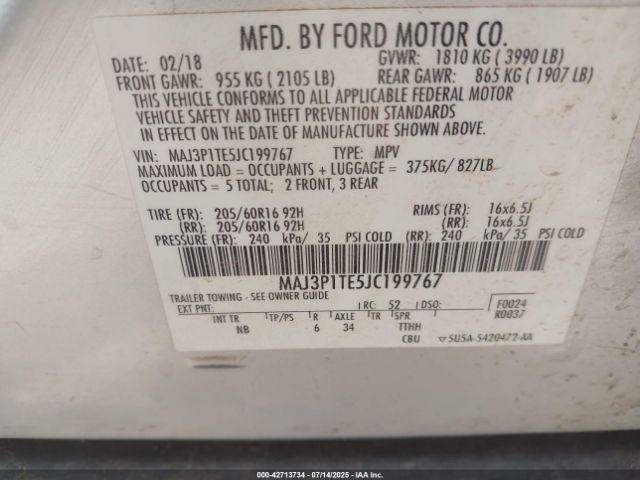 MFD. BY FORD MOTOR CO.
DATE: 02/18 GVWR: 1810 KG ( 3990 LB)
FRONT GAWR: 955 KG ( 2105 LB) REAR GAWR: 865 KG ( 1907 LB)
THIS VEHICLE CONFORMS TO ALL APPLICABLE FEDERAL MOTOR
VEHICLE SAFETY AND THEFT PREVENTION STANDARDS
IN EFFECT ON THE DATE OF MANUFACTURE SHOWN ABOVE.
VIN: MAJ3P1TE5JC199767 TYPE: MPV
MAXIMUM LOAD = OCCUPANTS + LUGGAGE = 375KG/ 827LB
OCCUPANTS = 5 TOTAL; 2 FRONT, 3 REAR
TIRE (FR): 205/60R16 92H RIMS (FR): 16x6.5J
(RR): 205/60R16 92H (RR): 16x6.5J
PRESSURE (FR): 240 kPa/ 35 PSI COLD (RR): 240 kPa/ 35 PSI COLD
MAJ3P1TE5JC199767
TRAILER TOWING - SEE OWNER GUIDE
EXT PNT: RC: 52 DSO: F0024
R0037
INT TR TP/PS R AXLE TR SPR
NB 6 34 TTHH
CBU 5U5A-S420472-AA
000-42713734 - 07/14/2025 - IAA Inc.